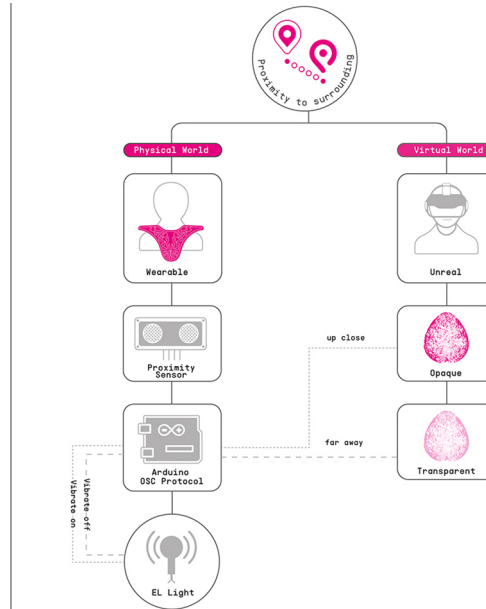 Proximity to surrounding
Physical World
Virtual World
Wearable
Unreal
Proximity
Sensor
up close
Opaque
far away
Arduino
OSC Protocol
Transparent
Vibrate on
Vibrate off
EL Light